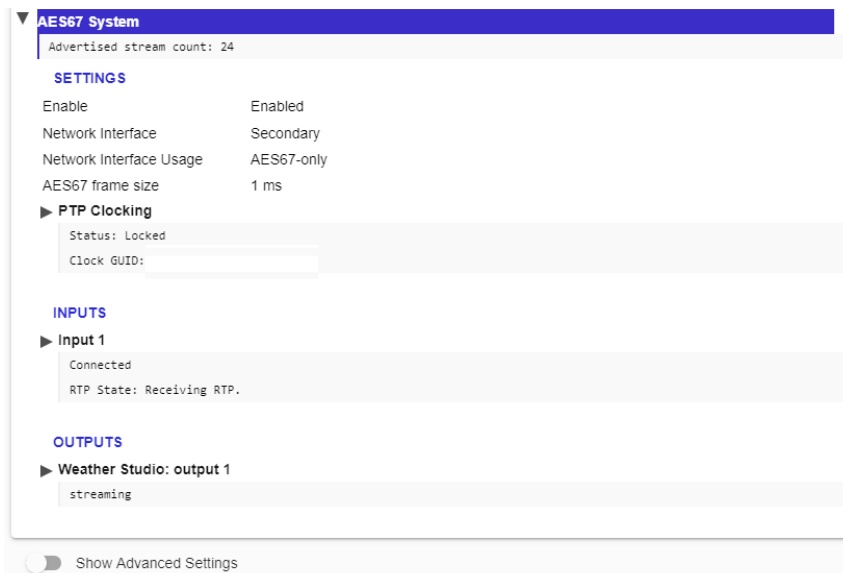 AES67 System
Advertised stream count: 24
SETTINGS
Enable Enabled
Network Interface Secondary
Network Interface Usage AES67-only
AES67 frame size 1 ms
PTP Clocking
Status: Locked
Clock GUID:
INPUTS
Input 1
Connected
RTP State: Receiving RTP.
OUTPUTS
Weather Studio: output 1
streaming
Show Advanced Settings